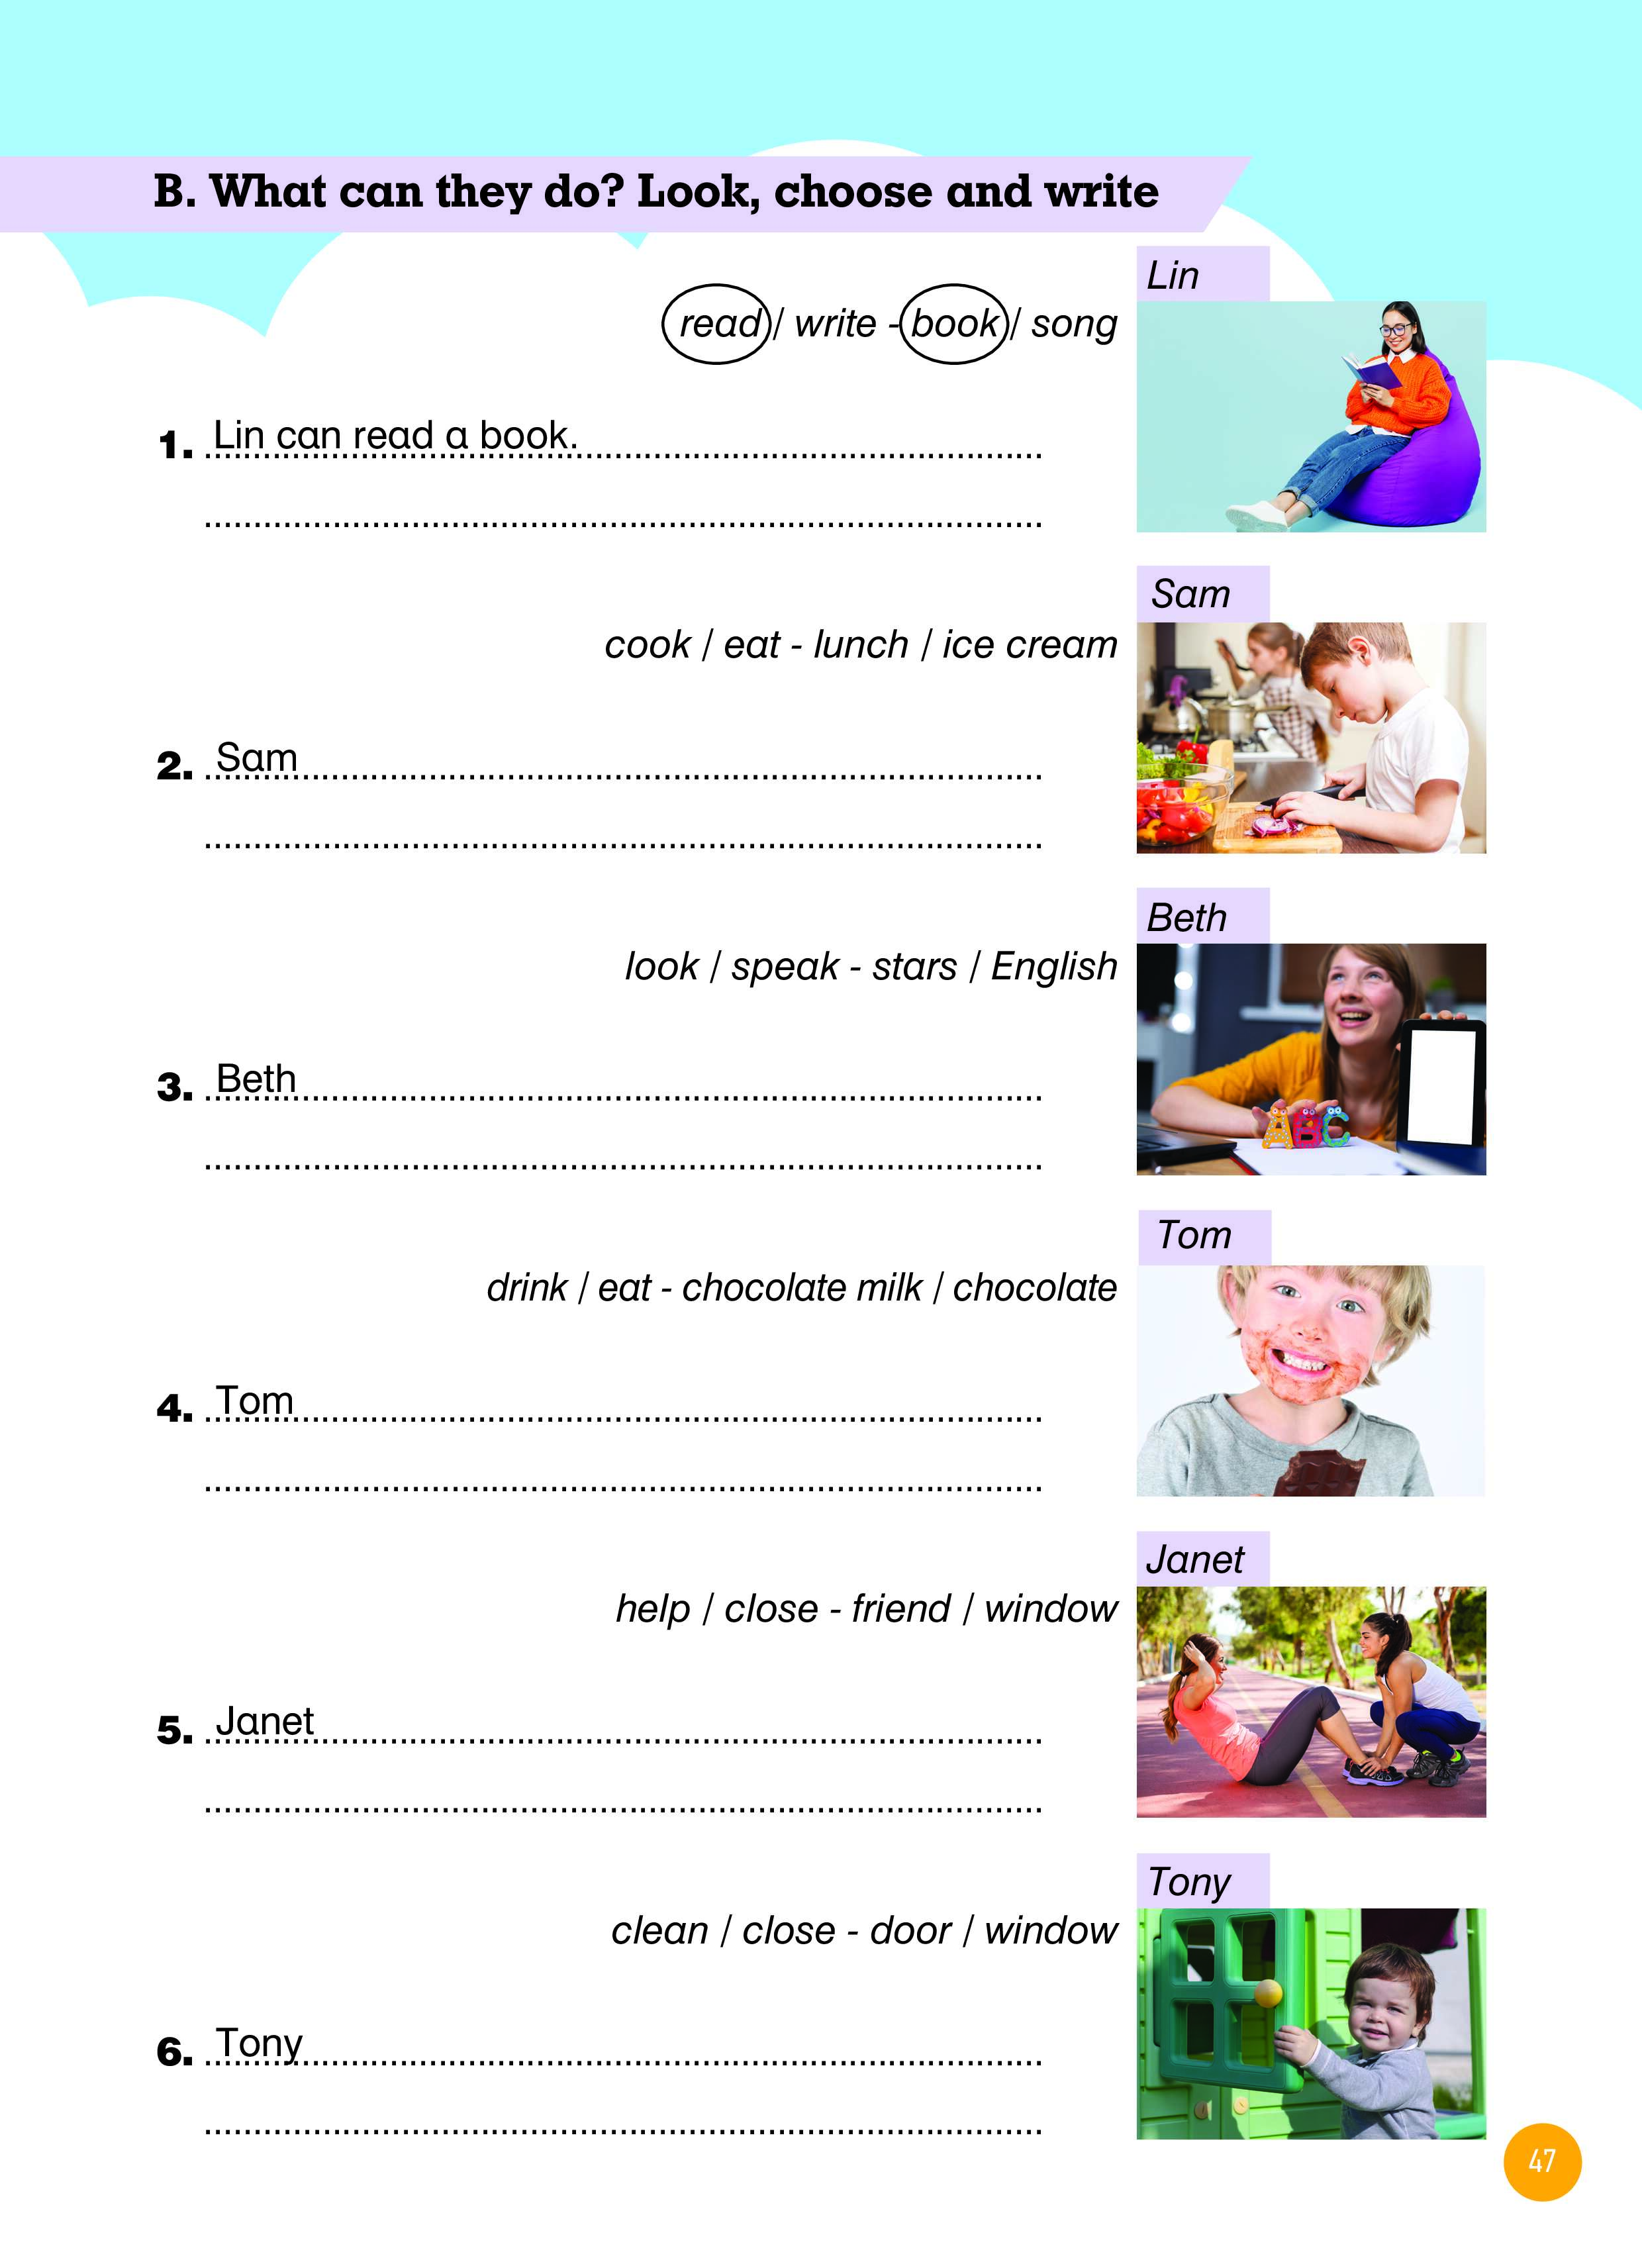 B. What can they do? Look, choose and write
Lin
read / write - book / song
1. Lin can read a book.
Sam
cook / eat - lunch / ice cream
2. Sam
Beth
look / speak - stars / English
3. Beth
ABC
Tom
drink / eat - chocolate milk / chocolate
4. Tom
Janet
help / close - friend / window
5. Janet
Tony
clean / close - door / window
6. Tony
47